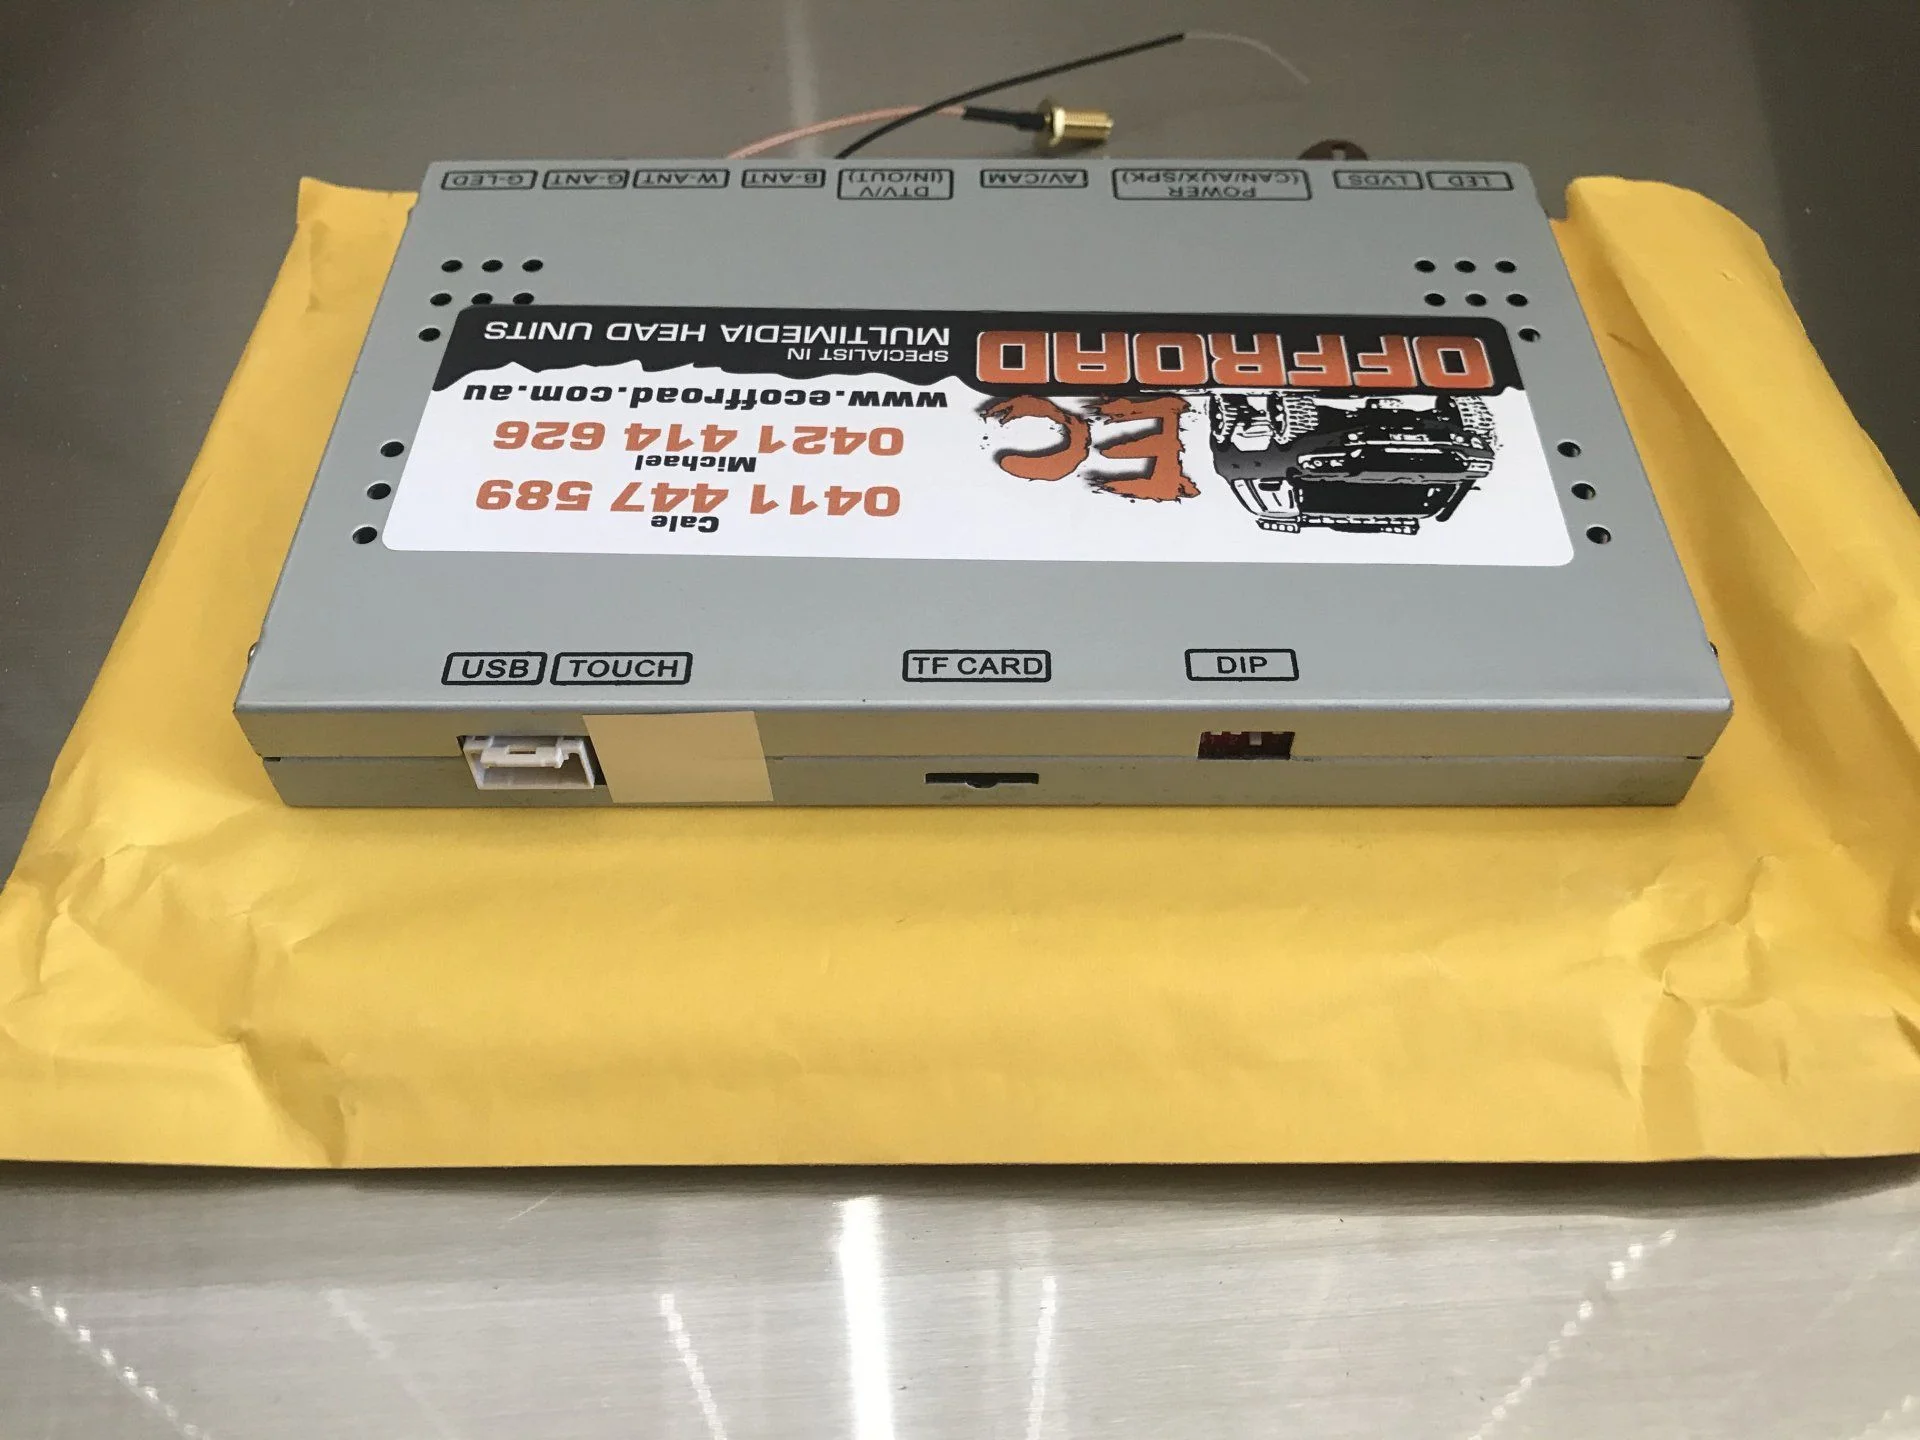 G-LED
G-ANT
W-ANT
B-ANT
DTV/V
(IN/OUT)
AV/CAM
POWER
(CAN/AUX/SPK)
LVDS
LED
Cale
0411 447 589
Michael
0421 414 626
www.ecoffroad.com.au
EC
OFFROAD
SPECIALIST IN
MULTIMEDIA HEAD UNITS
USB
TOUCH
TF CARD
DIP